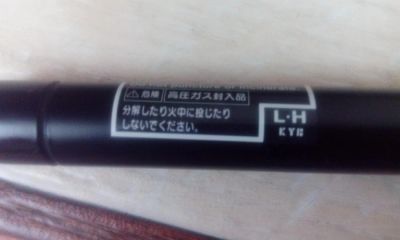 ⚠危険 高圧ガス封入品
分解したり火中に投じたり
しないでください。
L・H
KYB